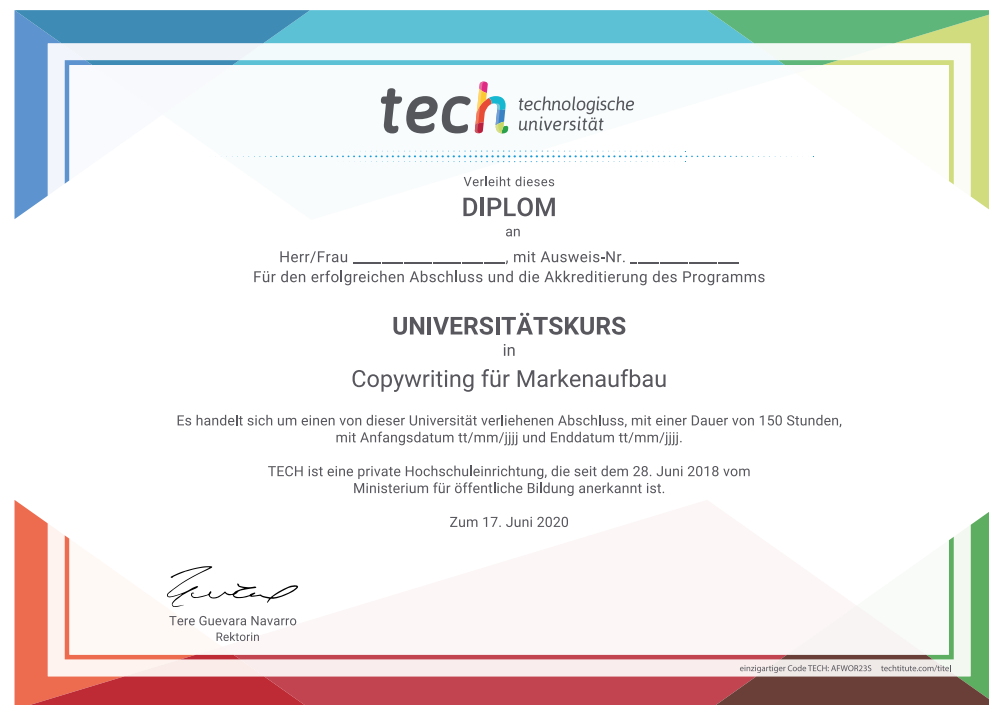 tech technologische
universität
Verleiht dieses
DIPLOM
an
Herr/Frau _________________, mit Ausweis-Nr. ____________
Für den erfolgreichen Abschluss und die Akkreditierung des Programms
UNIVERSITÄTSKURS
in
Copywriting für Markenaufbau
Es handelt sich um einen von dieser Universität verliehenen Abschluss, mit einer Dauer von 150 Stunden,
mit Anfangsdatum tt/mm/jjjj und Enddatum tt/mm/jjjj.
TECH ist eine private Hochschuleinrichtung, die seit dem 28. Juni 2018 vom
Ministerium für öffentliche Bildung anerkannt ist.
Zum 17. Juni 2020
Tere Guevara Navarro
Rektorin
einzigartiger Code TECH: AFWOR23S techtitute.com/titel